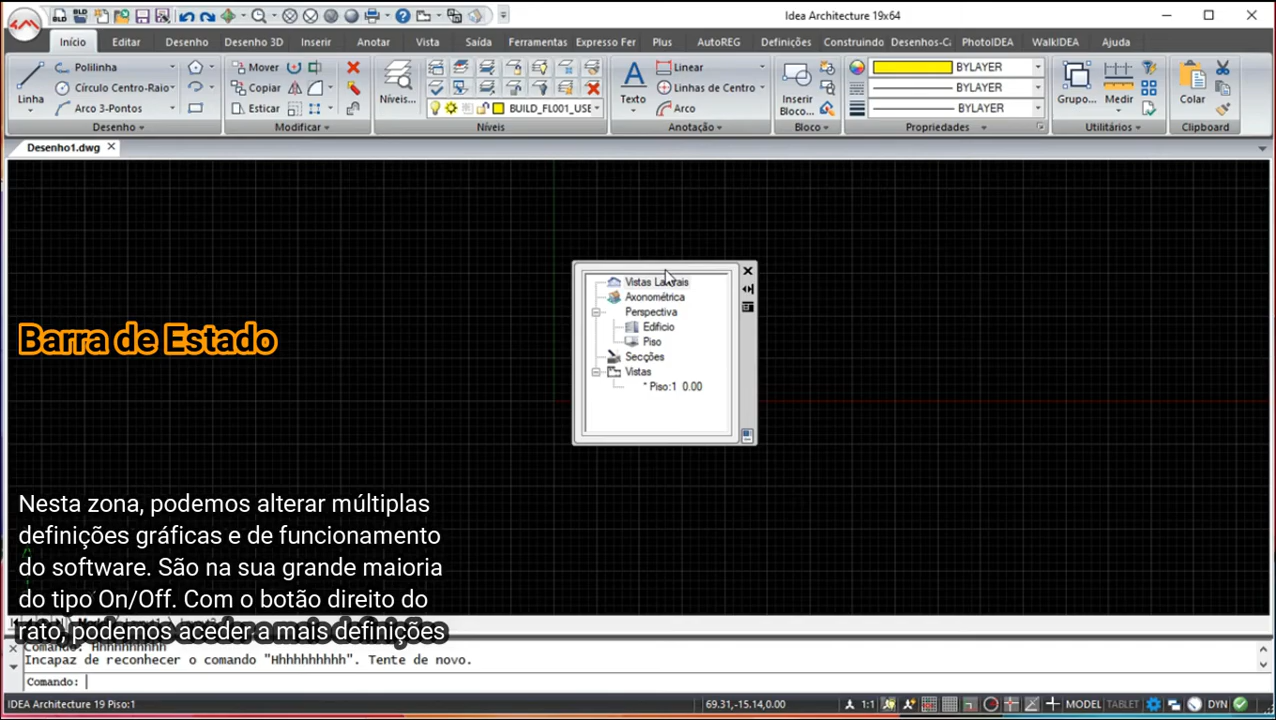 Idea Architecture 19x64
Início Editar Desenho Desenho 3D Inserir Anotar Vista Saída Ferramentas Expresso Fer Plus AutoREG Definições Construindo Desenhos-Ca PhotoIDEA WalkIDEA Ajuda
Linha
Polilinha
Círculo Centro-Raio
Arco 3-Pontos
Desenho
Mover
Copiar
Esticar
Modificar
Níveis...
BUILD_FL001_USE
Níveis
Texto
Linear
Linhas de Centro
Arco
Anotação
Inserir
Bloco...
Bloco
BYLAYER
BYLAYER
BYLAYER
Propriedades
Grupo...
Medir
Utilitários
Colar
Clipboard
Desenho1.dwg
Axonométrica
Perspectiva
Edificio
Piso
Secções
Vistas
* Piso:1 0.00
Barra de Estado
Nesta zona, podemos alterar múltiplas
definições gráficas e de funcionamento
do software. São na sua grande maioria
do tipo On/Off. Com o botão direito do
rato, podemos aceder a mais definições
Incapaz de reconhecer o comando "Hhhhhhhhhh". Tente de novo.
Comando:
IDEA Architecture 19 Piso:1
69.31,-15.14,0.00
1:1
MODEL TABLET
DYN